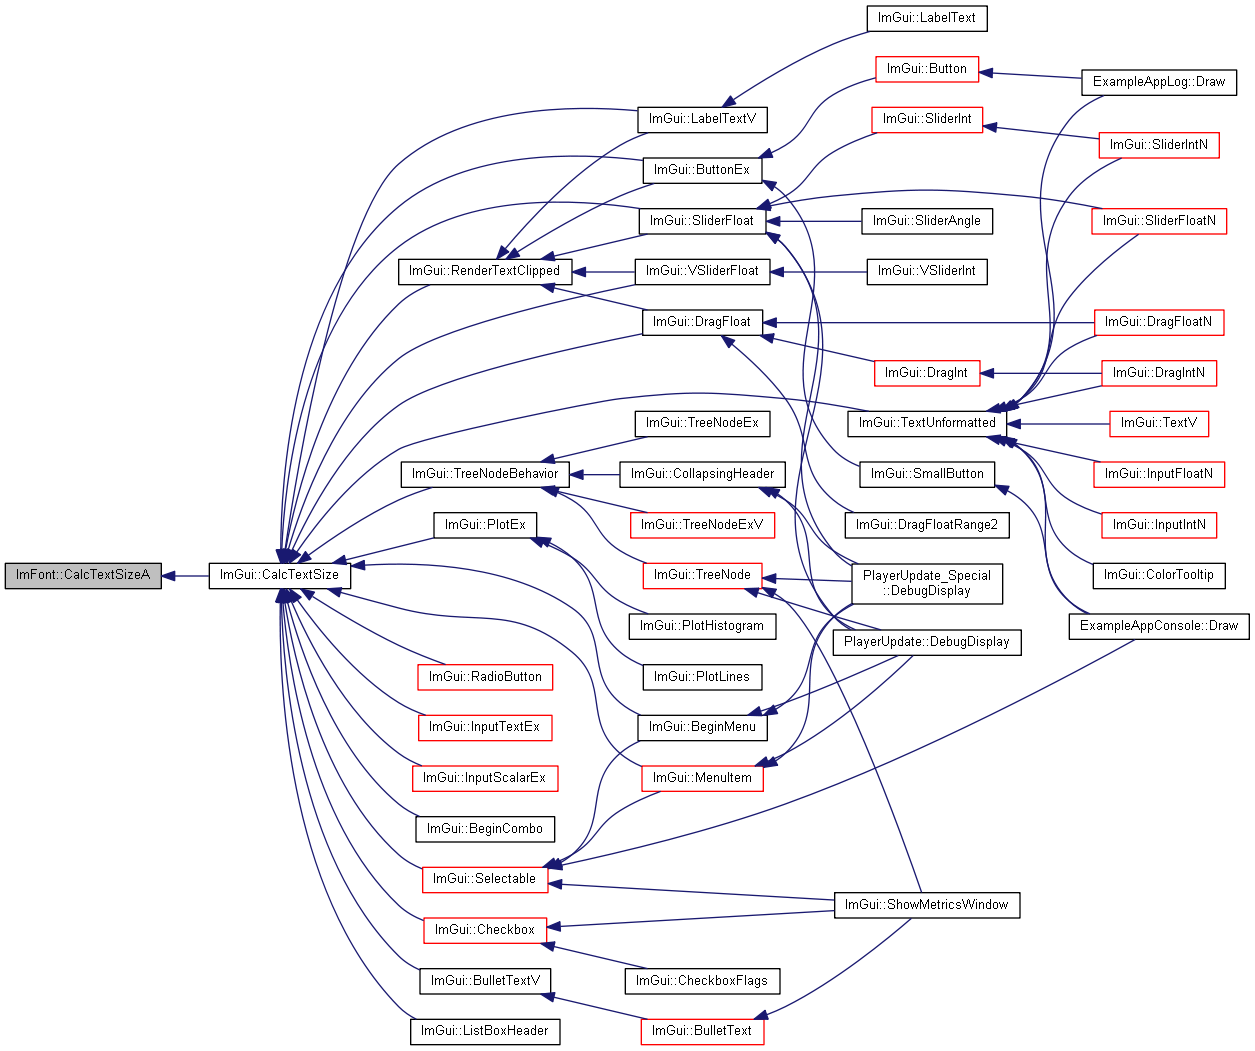 ImGui::LabelText
ImGui::Button
ExampleAppLog::Draw
ImGui::LabelTextV
ImGui::SliderInt
ImGui::SliderIntN
ImGui::ButtonEx
ImGui::SliderFloat
ImGui::SliderAngle
ImGui::SliderFloatN
ImGui::RenderTextClipped
ImGui::VSliderFloat
ImGui::VSliderInt
ImGui::DragFloat
ImGui::DragFloatN
ImGui::DragInt
ImGui::DragIntN
ImGui::TreeNodeEx
ImGui::TextUnformatted
ImGui::TextV
ImGui::TreeNodeBehavior
ImGui::CollapsingHeader
ImGui::SmallButton
ImGui::InputFloatN
ImGui::PlotEx
ImGui::TreeNodeExV
ImGui::DragFloatRange2
ImGui::InputIntN
ImFont::CalcTextSizeA
ImGui::CalcTextSize
ImGui::TreeNode
PlayerUpdate_Special
::DebugDisplay
ImGui::ColorTooltip
ImGui::PlotHistogram
PlayerUpdate::DebugDisplay
ExampleAppConsole::Draw
ImGui::RadioButton
ImGui::PlotLines
ImGui::InputTextEx
ImGui::BeginMenu
ImGui::InputScalarEx
ImGui::MenuItem
ImGui::BeginCombo
ImGui::Selectable
ImGui::ShowMetricsWindow
ImGui::Checkbox
ImGui::BulletTextV
ImGui::CheckboxFlags
ImGui::ListBoxHeader
ImGui::BulletText